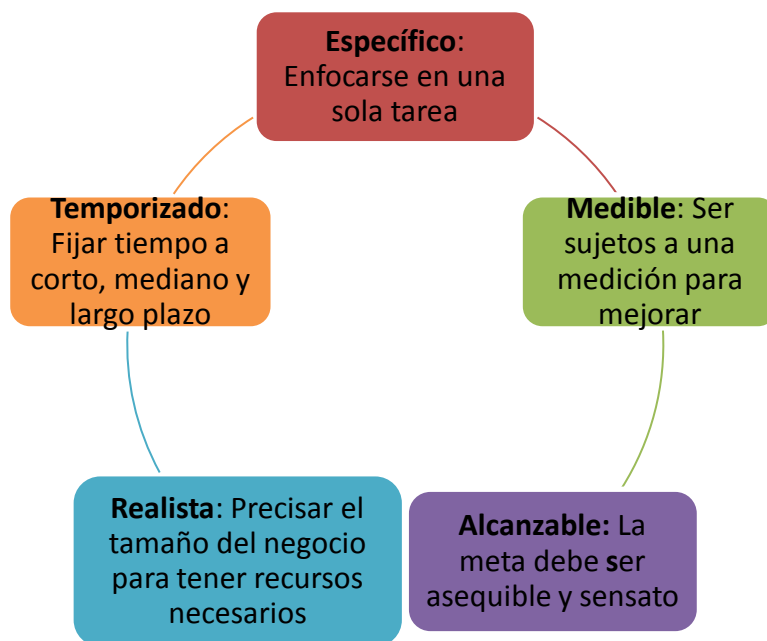 Específico:
Enfocarse en una
sola tarea
Temporizado:
Fijar tiempo a
corto, mediano y
largo plazo
Medible: Ser
sujetos a una
medición para
mejorar
Realista: Precisar el
tamaño del negocio
para tener recursos
necesarios
Alcanzable: La
meta debe ser
asequible y sensato